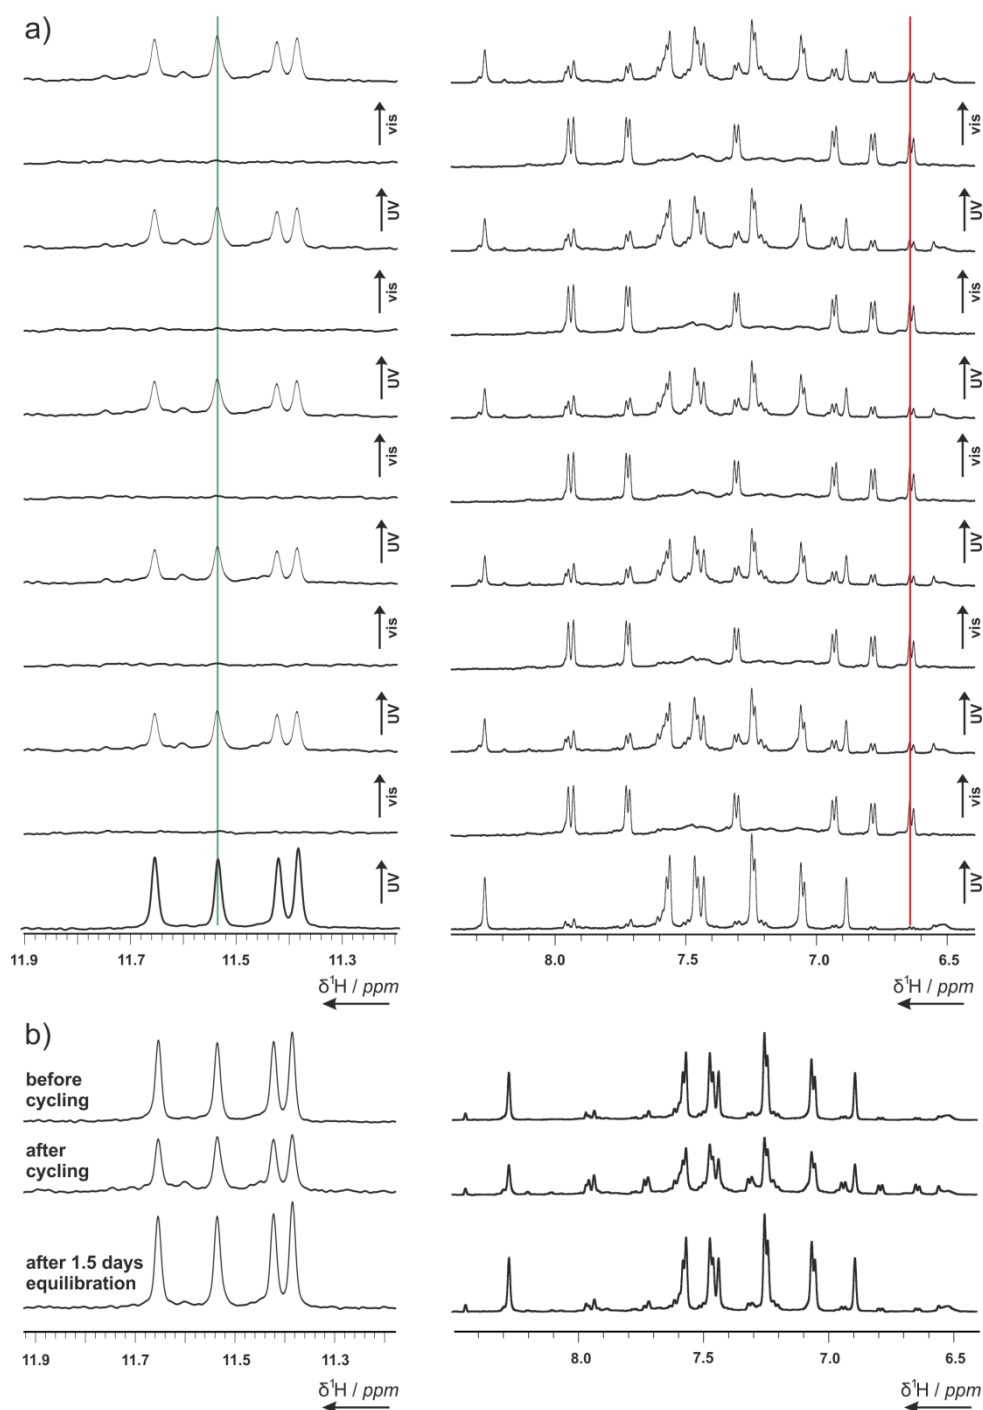 a)
vis vis
UV UV
vis vis
UV UV
vis vis
UV UV
vis vis
UV UV
vis vis
UV UV
11.9 11.7 11.5 11.3 8.0 7.5 7.0 6.5
δ¹H / ppm δ¹H / ppm
b)
before
cycling
after
cycling
after 1.5 days
equilibration
11.9 11.7 11.5 11.3 8.0 7.5 7.0 6.5
δ¹H / ppm δ¹H / ppm